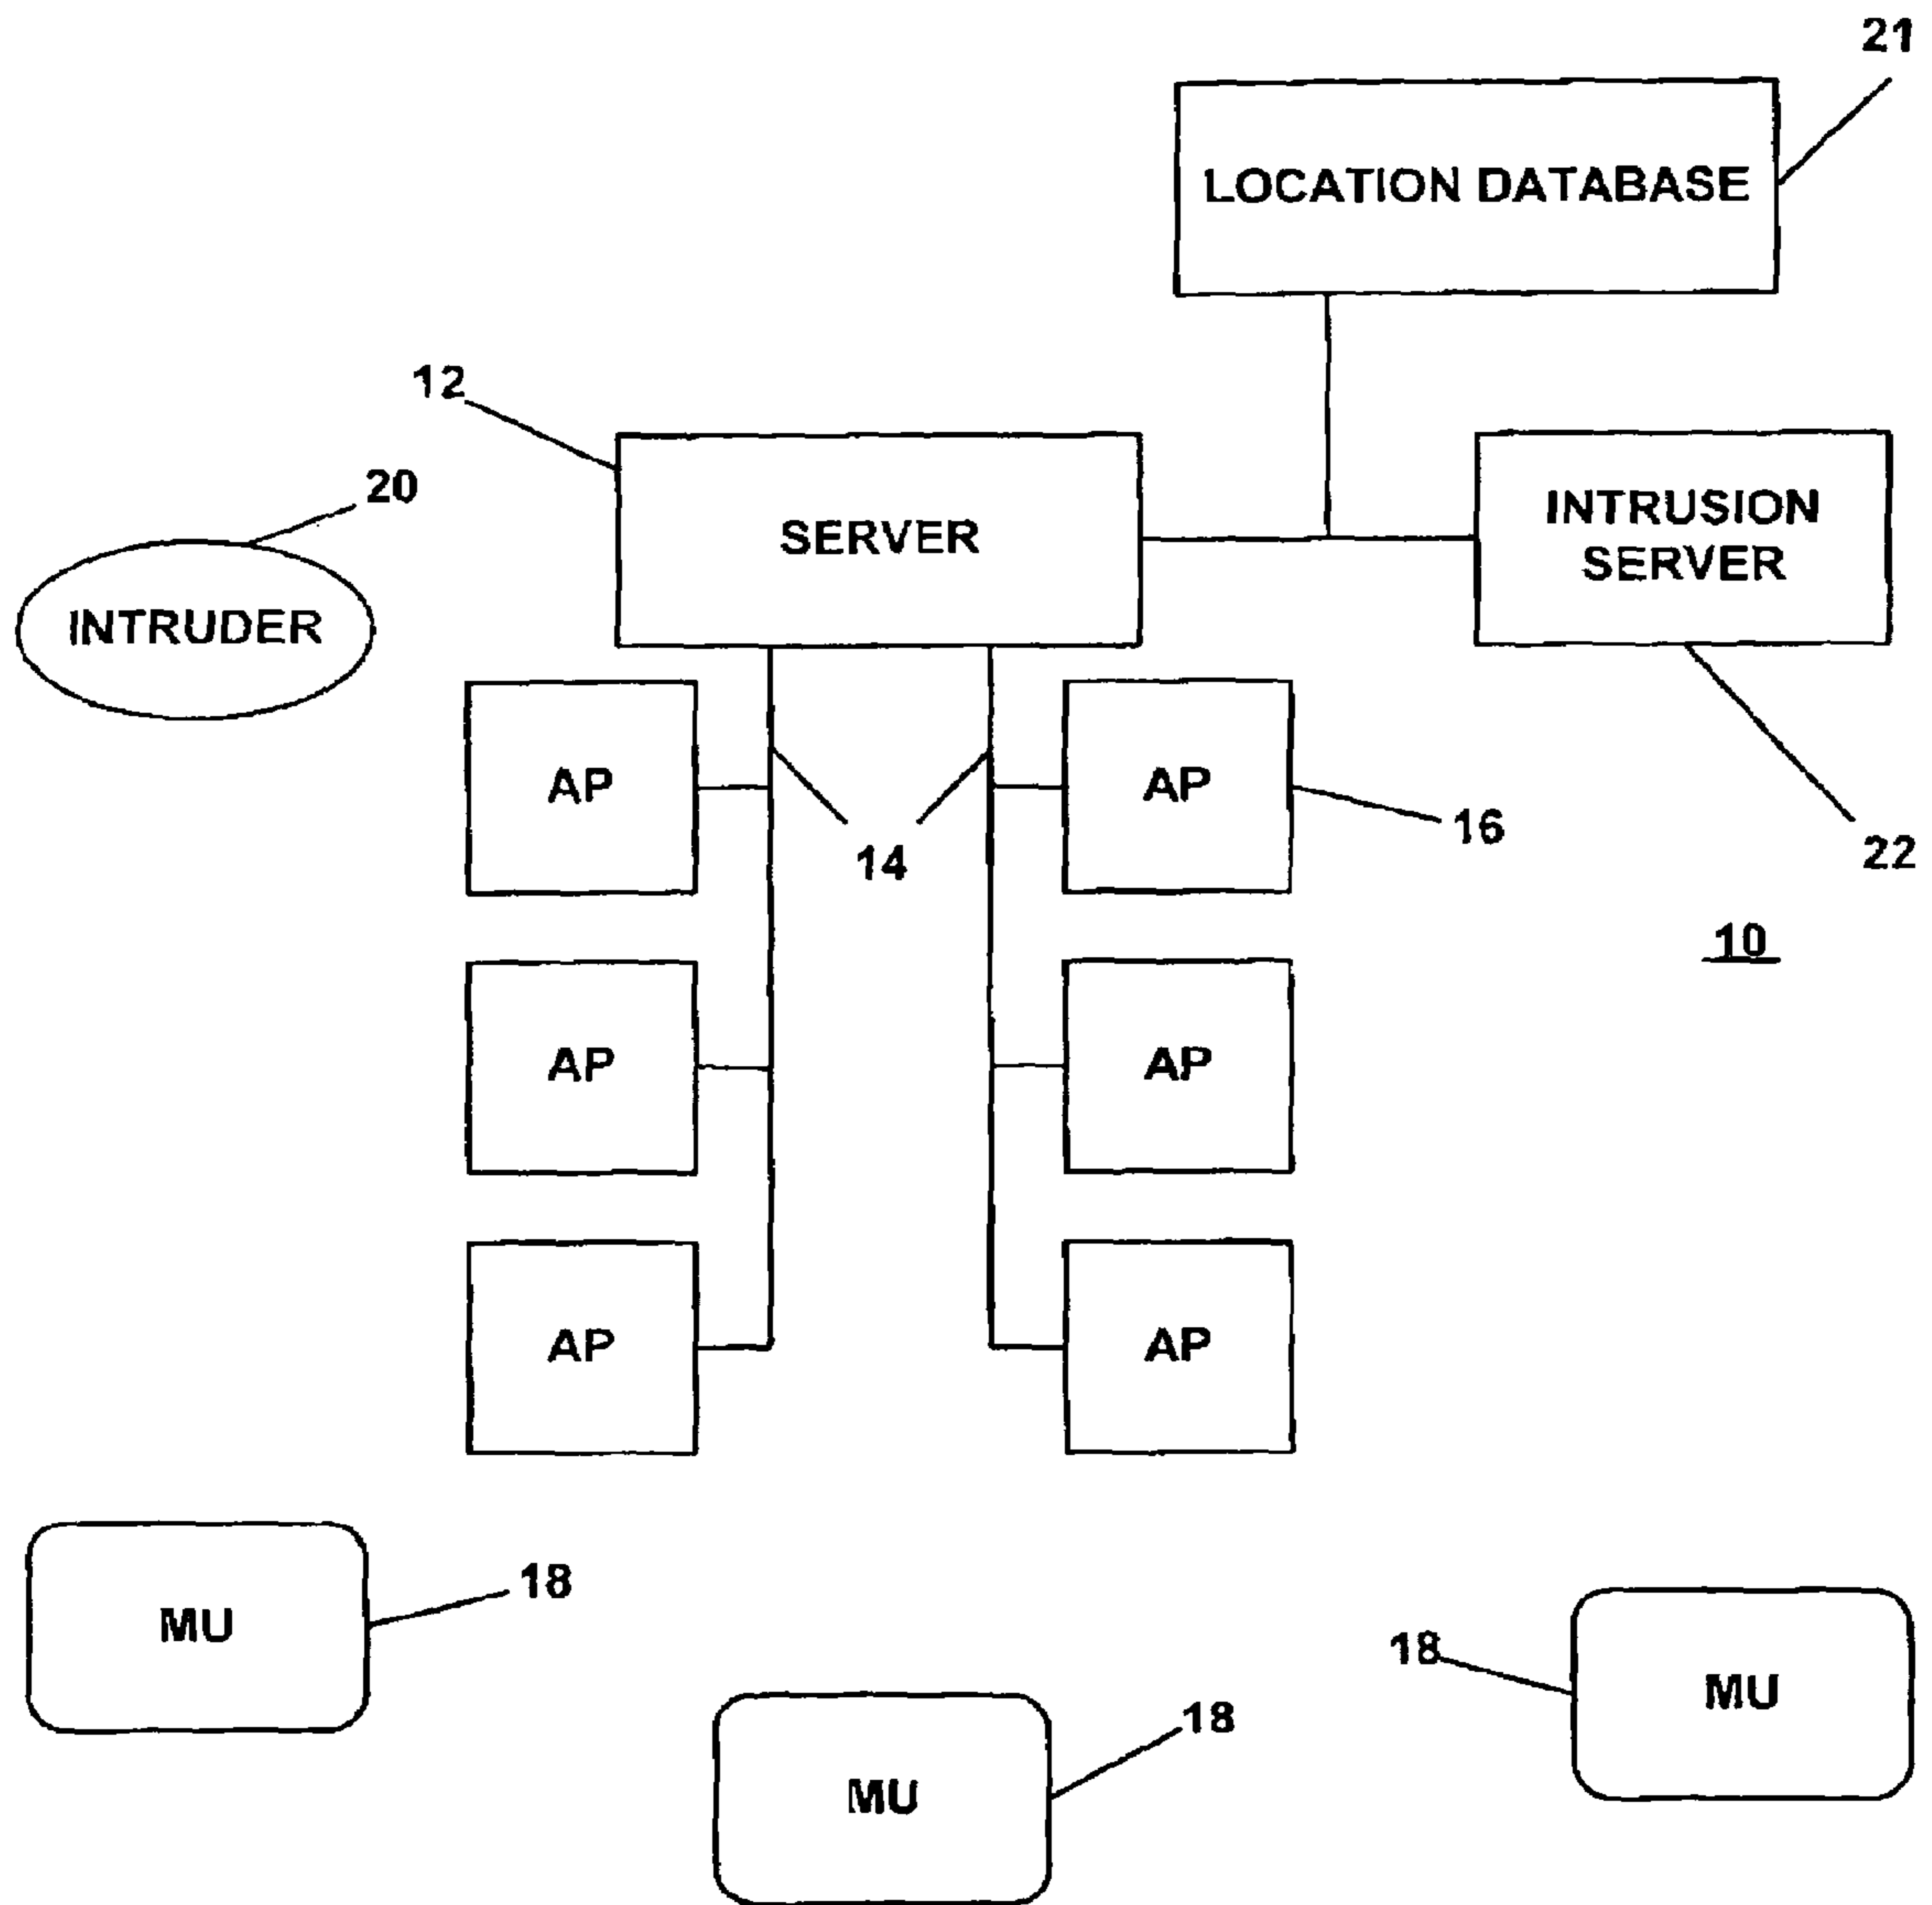 21
LOCATION DATABASE
12
20
SERVER
INTRUSION
SERVER
INTRUDER
AP
AP
16
14
22
10
AP
AP
AP
AP
18
MU
18
MU
18
MU